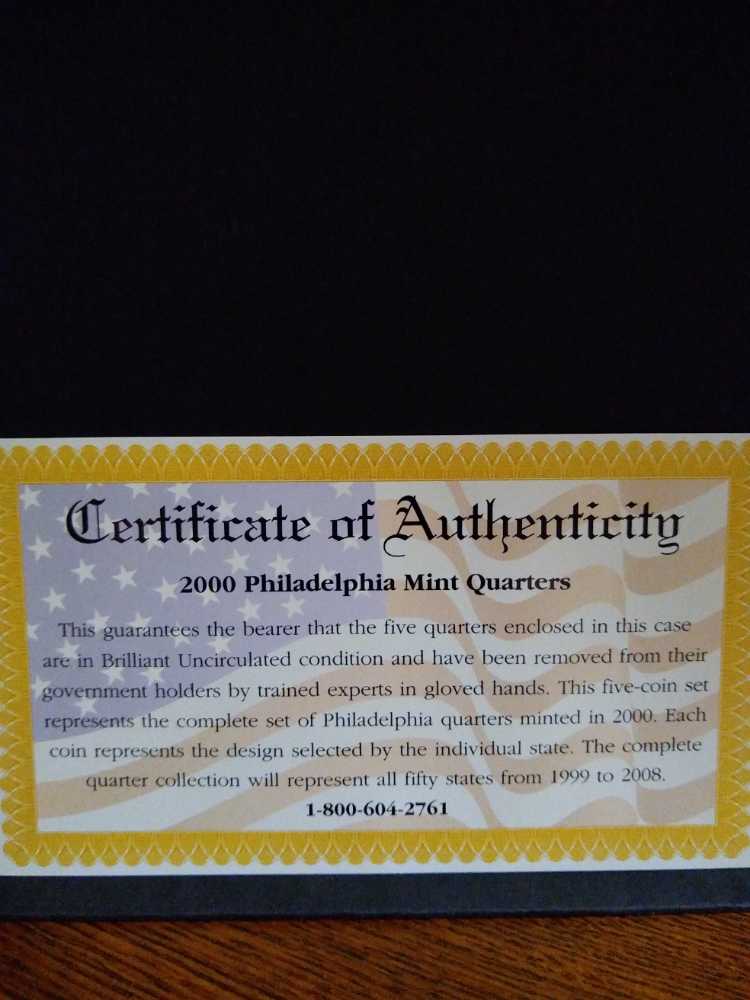 Certificate of Authenticity
2000 Philadelphia Mint Quarters
This guarantees the bearer that the five quarters enclosed in this case
are in Brilliant Uncirculated condition and have been removed from their
government holders by trained experts in gloved hands. This five-coin set
represents the complete set of Philadelphia quarters minted in 2000. Each
coin represents the design selected by the individual state. The complete
quarter collection will represent all fifty states from 1999 to 2008.
1-800-604-2761